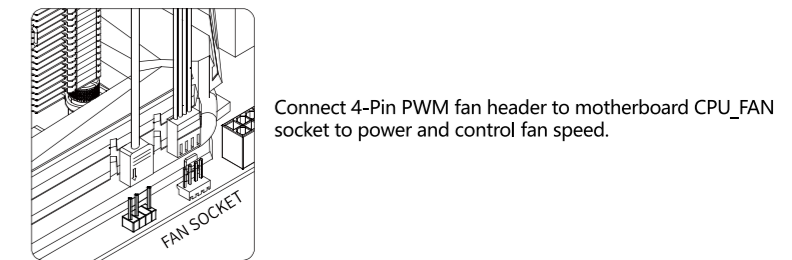 Connect 4-Pin PWM fan header to motherboard CPU_FAN
socket to power and control fan speed.
FAN SOCKET